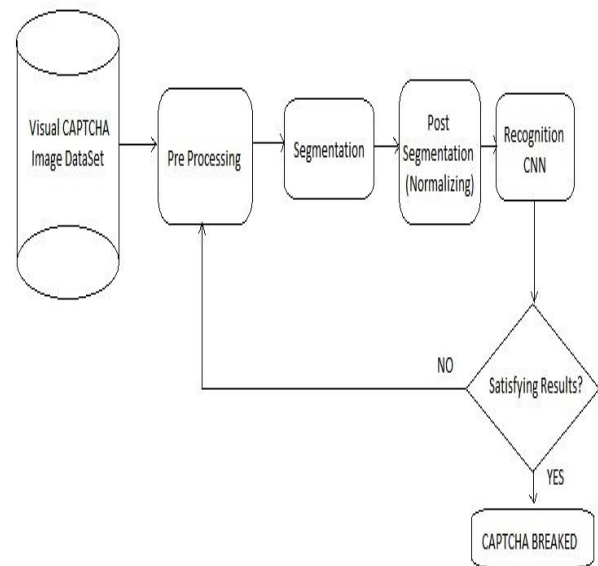 Visual CAPTCHA
Image DataSet
Pre Processing
Segmentation
Post
Segmentation
(Normalizing)
Recognition
CNN
Satisfying Results?
NO
YES
CAPTCHA BREAKED